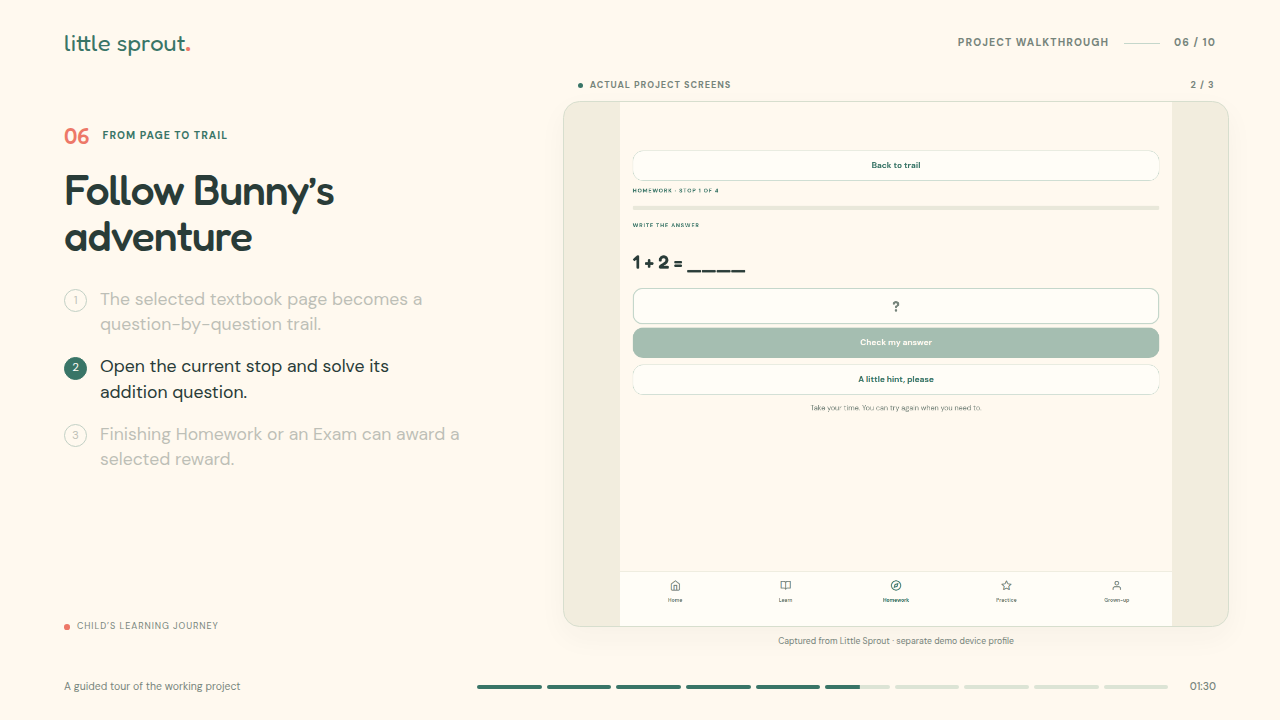 little sprout.
PROJECT WALKTHROUGH
06 / 10
ACTUAL PROJECT SCREENS
2 / 3
06 FROM PAGE TO TRAIL
Follow Bunny's
adventure
1 The selected textbook page becomes a
question-by-question trail.
2 Open the current stop and solve its
addition question.
3 Finishing Homework or an Exam can award a
selected reward.
CHILD'S LEARNING JOURNEY
Back to trail
HOMEWORK · STOP 1 OF 4
WRITE THE ANSWER
1 + 2 = ____
?
Check my answer
A little hint, please
Take your time. You can try again when you need to.
Home
Learn
Homework
Practice
Grown-up
Captured from Little Sprout · separate demo device profile
A guided tour of the working project
01:30